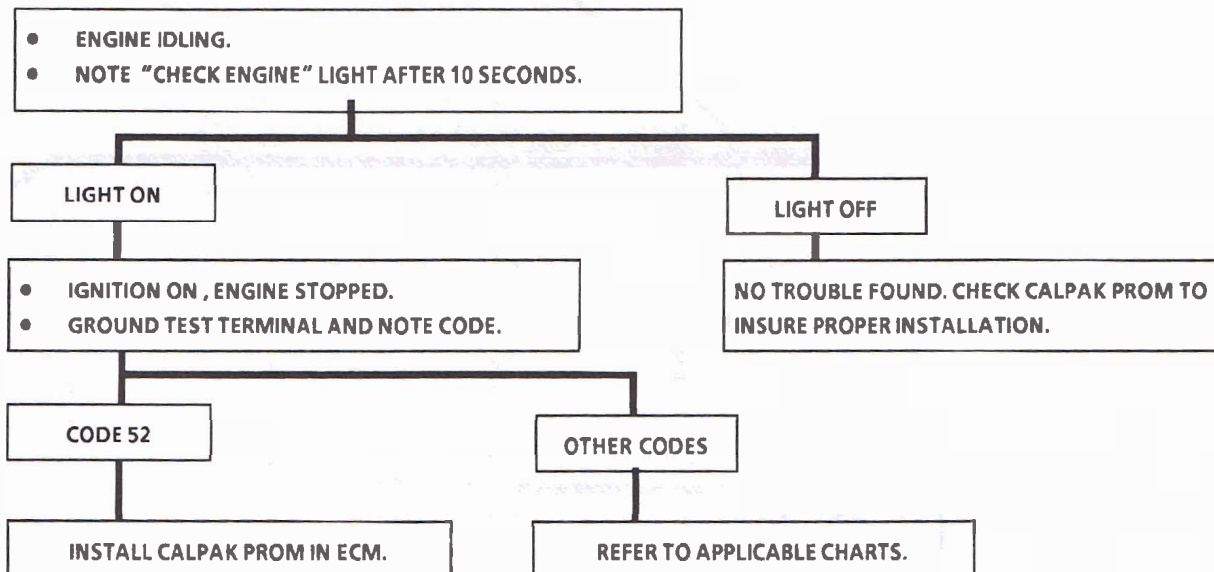 • ENGINE IDLING.
• NOTE "CHECK ENGINE" LIGHT AFTER 10 SECONDS.
LIGHT ON
LIGHT OFF
• IGNITION ON , ENGINE STOPPED.
• GROUND TEST TERMINAL AND NOTE CODE.
NO TROUBLE FOUND. CHECK CALPAK PROM TO
INSURE PROPER INSTALLATION.
CODE 52
OTHER CODES
INSTALL CALPAK PROM IN ECM.
REFER TO APPLICABLE CHARTS.